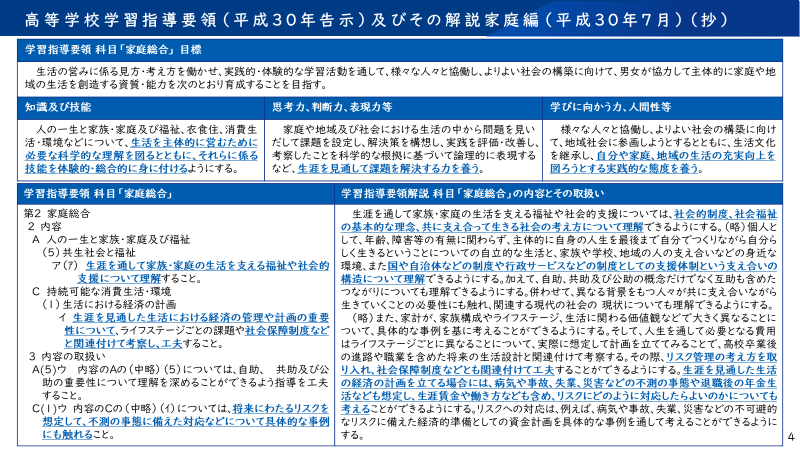 高等学校学習指導要領（平成３０年告示）及びその解説家庭編（平成３０年７月）（抄）
学習指導要領 科目「家庭総合」 目標
生活の営みに係る見方・考え方を働かせ、実践的・体験的な学習活動を通して、様々な人々と協働し、よりよい社会の構築に向けて、男女が協力して主体的に家庭や地
域の生活を創造する資質・能力を次のとおり育成することを目指す。
知識及び技能
人の一生と家族・家庭及び福祉、衣食住、消費生
活・環境などについて、生活を主体的に営むために
必要な科学的な理解を図るとともに、それらに係る
技能を体験的・総合的に身に付けるようにする。
思考力、判断力、表現力等
家庭や地域及び社会における生活の中から問題を見い
だして課題を設定し、解決策を構想し、実践を評価・改善し、
考察したことを科学的な根拠に基づいて論理的に表現する
など、生涯を見通して課題を解決する力を養う。
学びに向かう力、人間性等
様々な人々と協働し、よりよい社会の構築に向け
て、地域社会に参画しようとするとともに、生活文化
を継承し、自分や家庭、地域の生活の充実向上を
図ろうとする実践的な態度を養う。
学習指導要領 科目「家庭総合」
第２ 家庭総合
２ 内容
Ａ 人の一生と家族・家庭及び福祉
（５）共生社会と福祉
ア（ｱ） 生涯を通して家族・家庭の生活を支える福祉や社会的
支援について理解すること。
Ｃ 持続可能な消費生活・環境
（１）生活における経済の計画
イ 生涯を見通した生活における経済の管理や計画の重要
性について、ライフステージごとの課題や社会保障制度など
と関連付けて考察し、工夫すること。
３ 内容の取扱い
Ａ(５)ウ 内容のＡの（中略）（５）については、自助、 共助及び公
助の重要性について理解を深めることができるよう指導を工夫
すること。
Ｃ(１)ウ 内容のＣの（中略）（イ）については、将来にわたるリスクを
想定して、不測の事態に備えた対応などについて具体的な事例
にも触れること。
学習指導要領解説 科目「家庭総合」の内容とその取扱い
生涯を通して家族・家庭の生活を支える福祉や社会的支援については、社会的制度、社会福祉
の基本的な理念、共に支え合って生きる社会の考え方について理解できるようにする。（略）個人と
して、年齢、障害等の有無に関わらず、主体的に自身の人生を最後まで自分でつくりながら自分ら
しく生きるということについての自立的な生活と、家族や学校、地域の人の支え合いなどの身近な
環境、また国や自治体などの制度や行政サービスなどの制度としての支援体制という支え合いの
構造について理解できるようにする。加えて、自助、共助及び公助の概念だけでなく互助も含めた
つながりについても理解できるようにする。併せて、異なる背景をもつ人々が共に支え合いながら
生きていくことの必要性にも触れ、関連する現代の社会の 現状についても理解できるようにする。
（略）また、家計が、家族構成やライフステージ、生活に関わる価値観などで大きく異なることに
ついて、具体的な事例を基に考えることができるようにする。そして、人生を通して必要となる費用
はライフステージごとに異なることについて、実際に想定して計画を立ててみることで、高校卒業後
の進路や職業を含めた将来の生活設計と関連付けて考察する。その際、リスク管理の考え方を取
り入れ、社会保障制度などとも関連付けて工夫することができるようにする。生涯を見通した生活
の経済の計画を立てる場合には、病気や事故、失業、災害などの不測の事態や退職後の年金生
活なども想定し、生涯賃金や働き方なども含め、リスクにどのように対応したらよいのかについても
考えることができるようにする。リスクへの対応は、例えば、病気や事故、失業、災害などの不可避的
なリスクに備えた経済的準備としての資金計画を具体的な事例を通して考えることができるように
する。
4